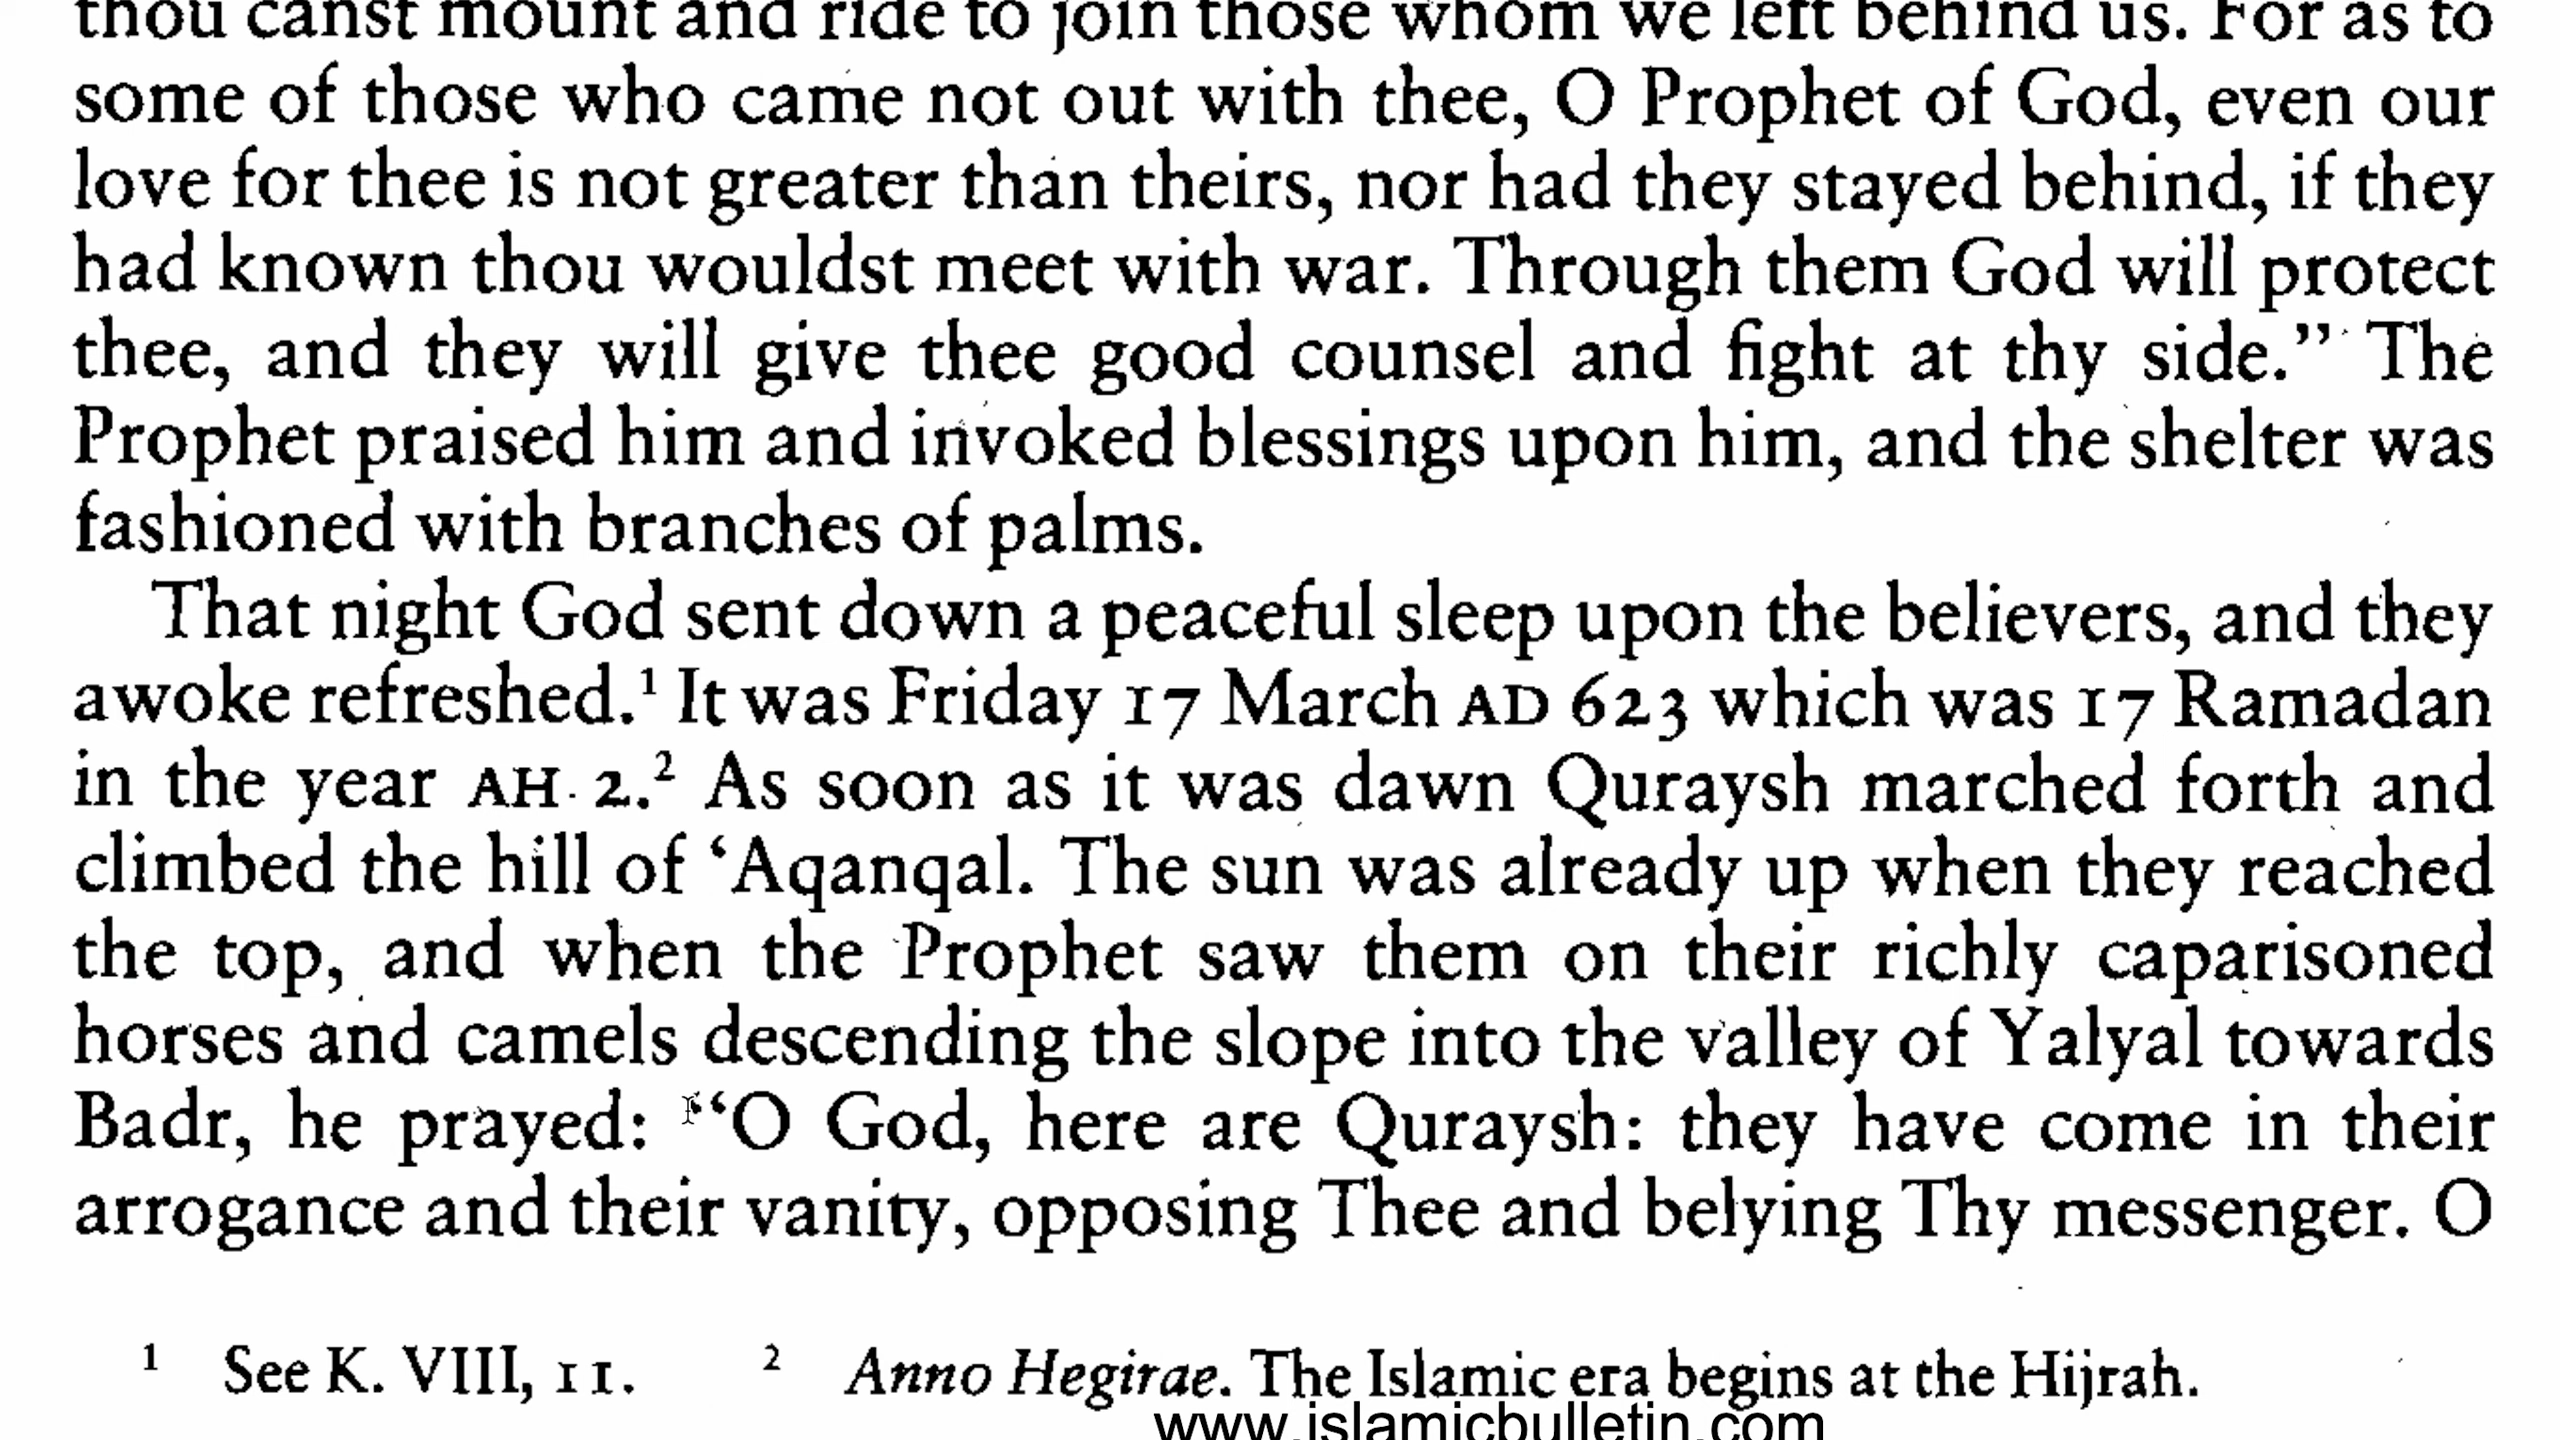 thou canst mount and ride to join those whom we left behind us. For as to
some of those who came not out with thee, O Prophet of God, even our
love for thee is not greater than theirs, nor had they stayed behind, if they
had known thou wouldst meet with war. Through them God will protect
thee, and they will give thee good counsel and fight at thy side.” The
Prophet praised him and invoked blessings upon him, and the shelter was
fashioned with branches of palms.
That night God sent down a peaceful sleep upon the believers, and they
awoke refreshed.¹ It was Friday 17 March AD 623 which was 17 Ramadan
in the year AH 2.² As soon as it was dawn Quraysh marched forth and
climbed the hill of ‘Aqanqal. The sun was already up when they reached
the top, and when the Prophet saw them on their richly caparisoned
horses and camels descending the slope into the valley of Yalyal towards
Badr, he prayed: “O God, here are Quraysh: they have come in their
arrogance and their vanity, opposing Thee and belying Thy messenger. O
¹ See K. VIII, 11. ² Anno Hegirae. The Islamic era begins at the Hijrah.
www.islamicbulletin.com